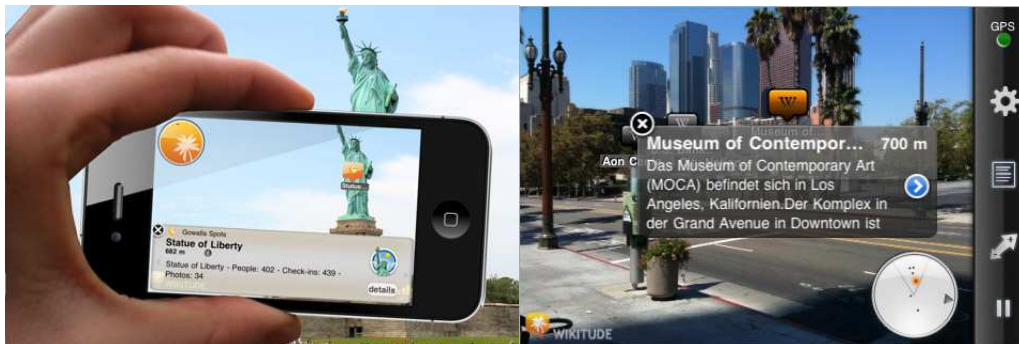 Statue...
Gowalla Spots
Statue of Liberty
682 m
Statue of Liberty - People: 402 - Check-ins: 439 -
Photos: 34
details
WIKITUDE
GPS
W
W
Museum of...
Aon C
Museum of Contempor... 700 m
Das Museum of Contemporary Art
(MOCA) befindet sich in Los
Angeles, Kalifornien.Der Komplex in
der Grand Avenue in Downtown ist
WIKITUDE